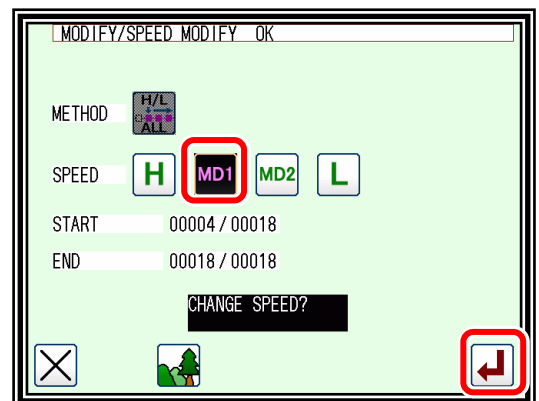 MODIFY/SPEED MODIFY OK
METHOD H/L ALL
SPEED H MD1 MD2 L
START 00004/00018
END 00018/00018
CHANGE SPEED?